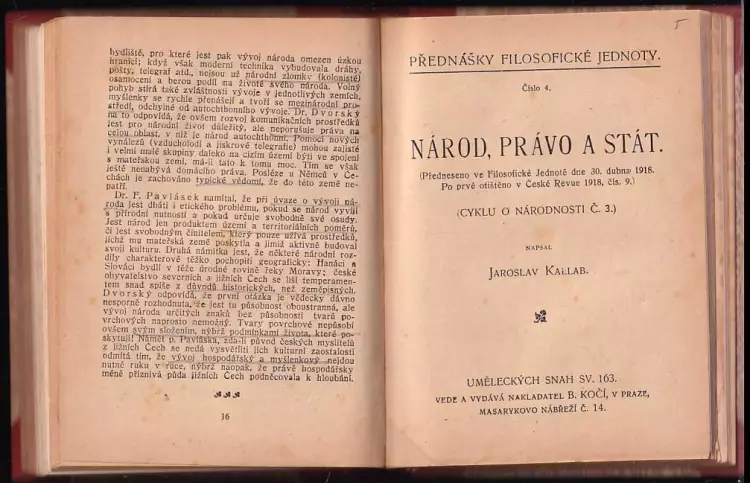 bydliště, pro které jest pak vývoj národa omezen úzkou
hranicí; když však moderní technika vybudovala dráhy,
pošty, telegraf atd., nejsou už národní zlomky (kolonisté)
osamoceni a berou podíl na životě svého národa. Volný
pohyb stírá také zvláštnosti vývoje v jednotlivých zemích,
myšlenky se rychle přenášejí a tvoří se mezinárodní pro-
středí, odchylné od autochthonního vývoje. Dr. Dvorský
na to odpovídá, že ovšem rozvoj komunikačních prostředků
jest pro národní život důležitý, ale neporušuje práva na
celou oblast, v níž je národ autochthonní. Pomocí nových
vynálezů (vzducholodi a jiskrové telegrafie) mohou zajisté
i velmi malé skupiny daleko na cizím území býti ve spojení
s mateřskou zemí, má-li tato k tomu moc. Tím se však
ještě nenabývá domácího práva. Posléze u Němců v Če-
chách je zachováno typické vědomí, že do této země ne-
patří.
Dr. F. Pavlásek namítal, že při úvaze o vývoji ná-
roda jest dbáti i etického problému, pokud se národ vyvíjí
s přírodní nutností a pokud určuje svobodně své osudy.
Jest národ jen produktem území a territoriálních poměrů,
či jest svobodným činitelem, který pouze užívá prostředků,
jichž mu mateřská země poskytla a jimiž aktivně budoval
svoji kulturu. Druhá námitka jest, že některé národní roz-
díly charakterové těžko pochopiti geograficky: Hanáci a
Slováci bydlí v téže úrodné rovině řeky Moravy; české
obyvatelstvo severních a jižních Čech se liší temperamen-
tem snad spíše z důvodů historických, než zeměpisných.
Dvorský odpovídá, že první otázka je vědecky dávno
nesporně rozhodnuta, že jest tu působnost oboustranná, ale
vývoj národa určitých znaků bez působnosti tvarů po-
vrchových naprosto nemožný. Tvary povrchové nepůsobí
ovšem svým složením, nýbrž podmínkami života, které po-
skytují! Námět p. Pavláska, zda-li původ českých myslitelů
z jižních Čech se nedá vysvětliti jich kulturní zaostalostí
odmítá tím, že vývoj hospodářský a myšlenkový nejdou
nutně ruku v ruce, nýbrž naopak, že právě hospodářsky
méně příznivá půda jižních Čech podněcovala k hloubání.
16
5
PŘEDNÁŠKY FILOSOFICKÉ JEDNOTY.
Číslo 4.
NÁROD, PRÁVO A STÁT.
(Předneseno ve Filosofické Jednotě dne 30. dubna 1918.
Po prvé otištěno v České Revue 1918, čís. 9.)
(CYKLU O NÁRODNOSTI Č. 3.)
NAPSAL
JAROSLAV KALLAB.
UMĚLECKÝCH SNAH SV. 163.
VEDE A VYDÁVÁ NAKLADATEL B. KOČÍ, V PRAZE,
MASARYKOVO NÁBŘEŽÍ Č. 14.